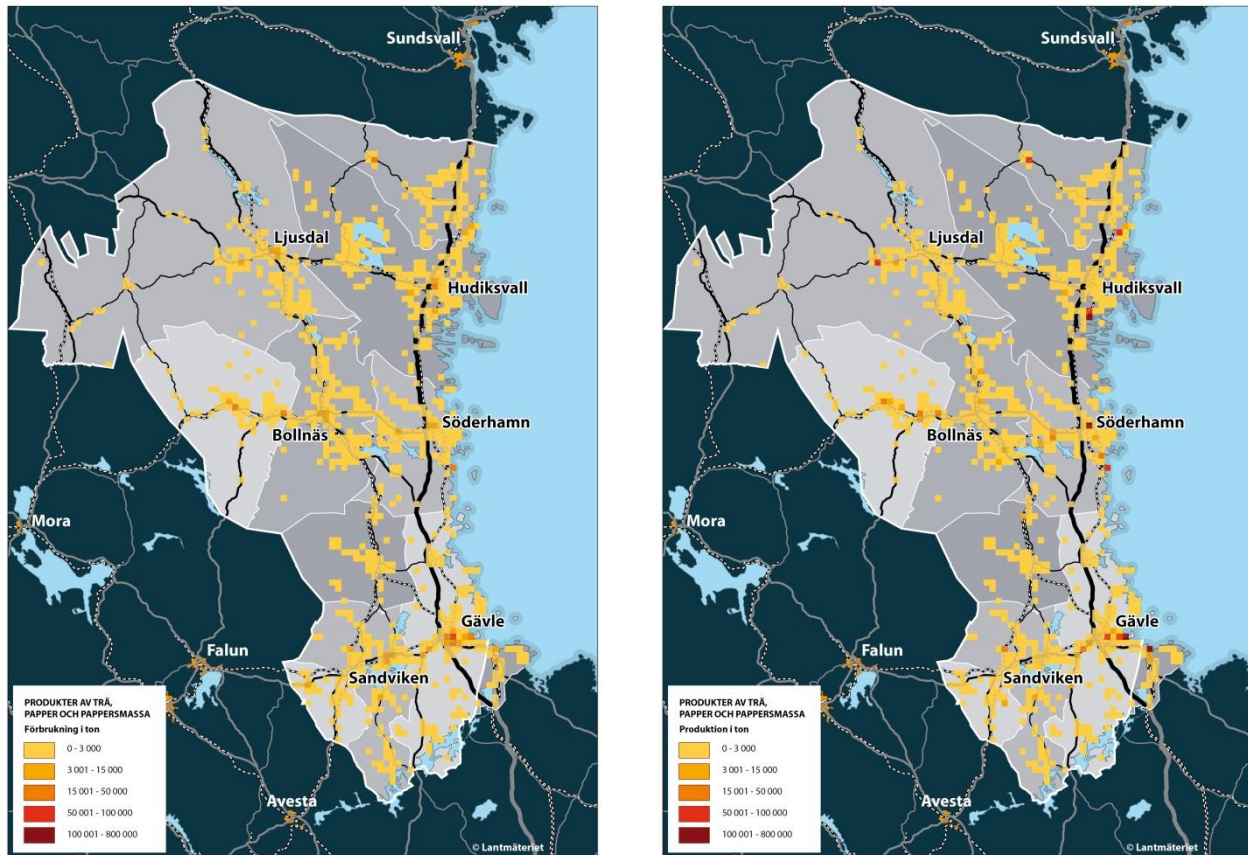 Sundsvall
Ljusdal
Hudiksvall
Söderhamn
Bollnäs
Mora
Gävle
Falun
Sandviken
Avesta
PRODUKTER AV TRÄ,
PAPPER OCH PAPPERSMASSA
Förbrukning i ton
0 - 3 000
3 001 - 15 000
15 001 - 50 000
50 001 - 100 000
100 001 - 800 000
© Lantmäteriet
Sundsvall
Ljusdal
Hudiksvall
Söderhamn
Bollnäs
Mora
Gävle
Falun
Sandviken
Avesta
PRODUKTER AV TRÄ,
PAPPER OCH PAPPERSMASSA
Produktion i ton
0 - 3 000
3 001 - 15 000
15 001 - 50 000
50 001 - 100 000
100 001 - 800 000
© Lantmäteriet